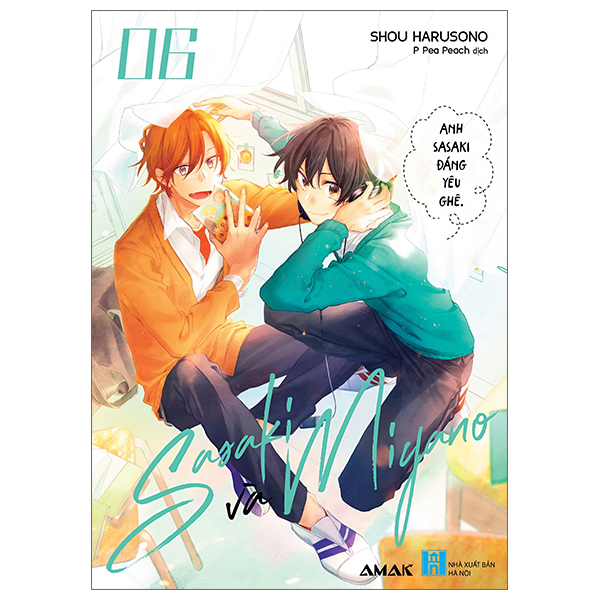 06
SHOU HARUSONO
P Pea Peach dịch
ANH
SASAKI
ĐÁNG
YÊU
GHÊ.
Sasaki
và Miyano
AMAK
NHÀ XUẤT BẢN
HÀ NỘI